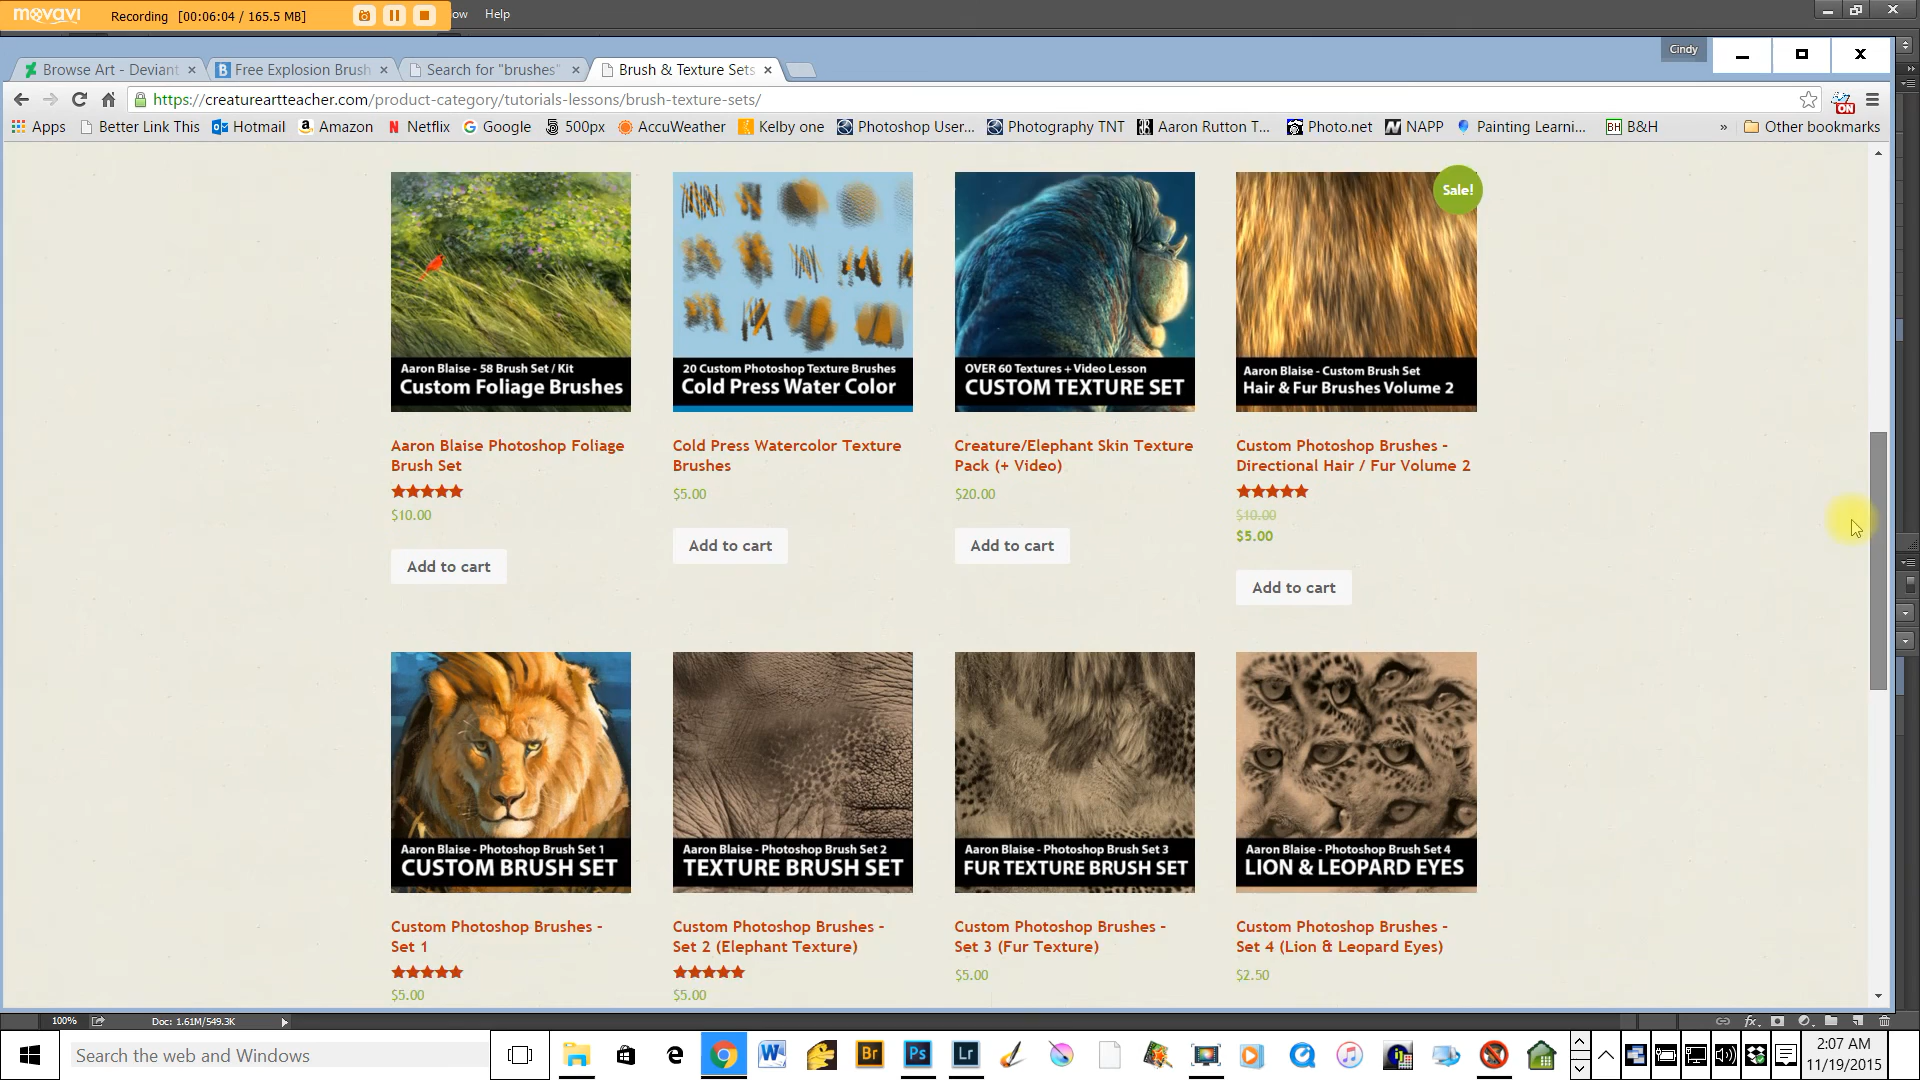 movavi
Recording [00:06:04 / 165.5 MB]
ow Help
Cindy
Browse Art - Deviant
Free Explosion Brush
Search for "brushes"
Brush & Texture Sets
https://creatureartteacher.com/product-category/tutorials-lessons/brush-texture-sets/
ON
Apps Better Link This Hotmail Amazon Netflix Google 500px AccuWeather Kelby one Photoshop User... Photography TNT Aaron Rutton T... Photo.net NAPP Painting Learni... BH B&H » Other bookmarks
Sale!
Aaron Blaise - 58 Brush Set / Kit
Custom Foliage Brushes
20 Custom Photoshop Texture Brushes
Cold Press Water Color
OVER 60 Textures + Video Lesson
CUSTOM TEXTURE SET
Aaron Blaise - Custom Brush Set
Hair & Fur Brushes Volume 2
Aaron Blaise Photoshop Foliage
Brush Set
$10.00
Add to cart
Cold Press Watercolor Texture
Brushes
$5.00
Add to cart
Creature/Elephant Skin Texture
Pack (+ Video)
$20.00
Add to cart
Custom Photoshop Brushes -
Directional Hair / Fur Volume 2
$10.00
$5.00
Add to cart
Aaron Blaise - Photoshop Brush Set 1
CUSTOM BRUSH SET
Aaron Blaise - Photoshop Brush Set 2
TEXTURE BRUSH SET
Aaron Blaise - Photoshop Brush Set 3
FUR TEXTURE BRUSH SET
Aaron Blaise - Photoshop Brush Set 4
LION & LEOPARD EYES
Custom Photoshop Brushes -
Set 1
$5.00
Custom Photoshop Brushes -
Set 2 (Elephant Texture)
$5.00
Custom Photoshop Brushes -
Set 3 (Fur Texture)
$5.00
Custom Photoshop Brushes -
Set 4 (Lion & Leopard Eyes)
$2.50
100%
Doc: 1.61M/549.3K
fx
Search the web and Windows
Br
Ps
Lr
2:07 AM
11/19/2015